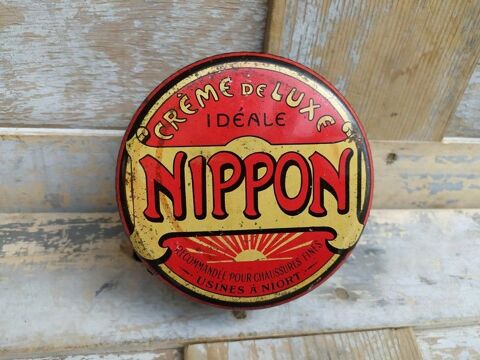 CRÈME DE LUXE
IDÉALE
NIPPON
RECOMMANDÉE POUR CHAUSSURES FINES
USINES À NIORT